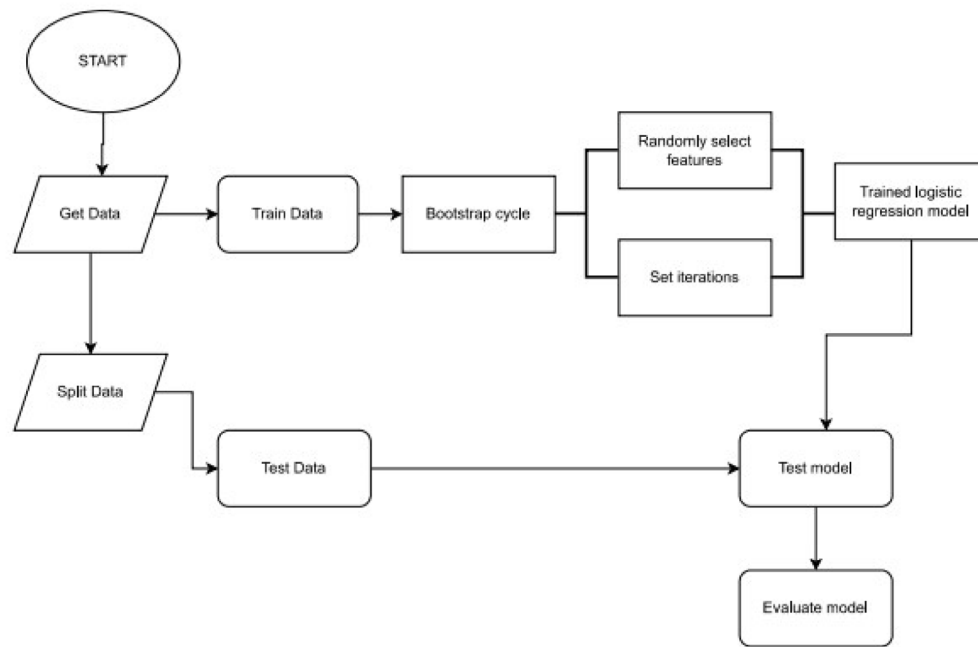 START
Randomly select
features
Get Data
Train Data
Bootstrap cycle
Trained logistic
regression model
Set iterations
Split Data
Test Data
Test model
Evaluate model